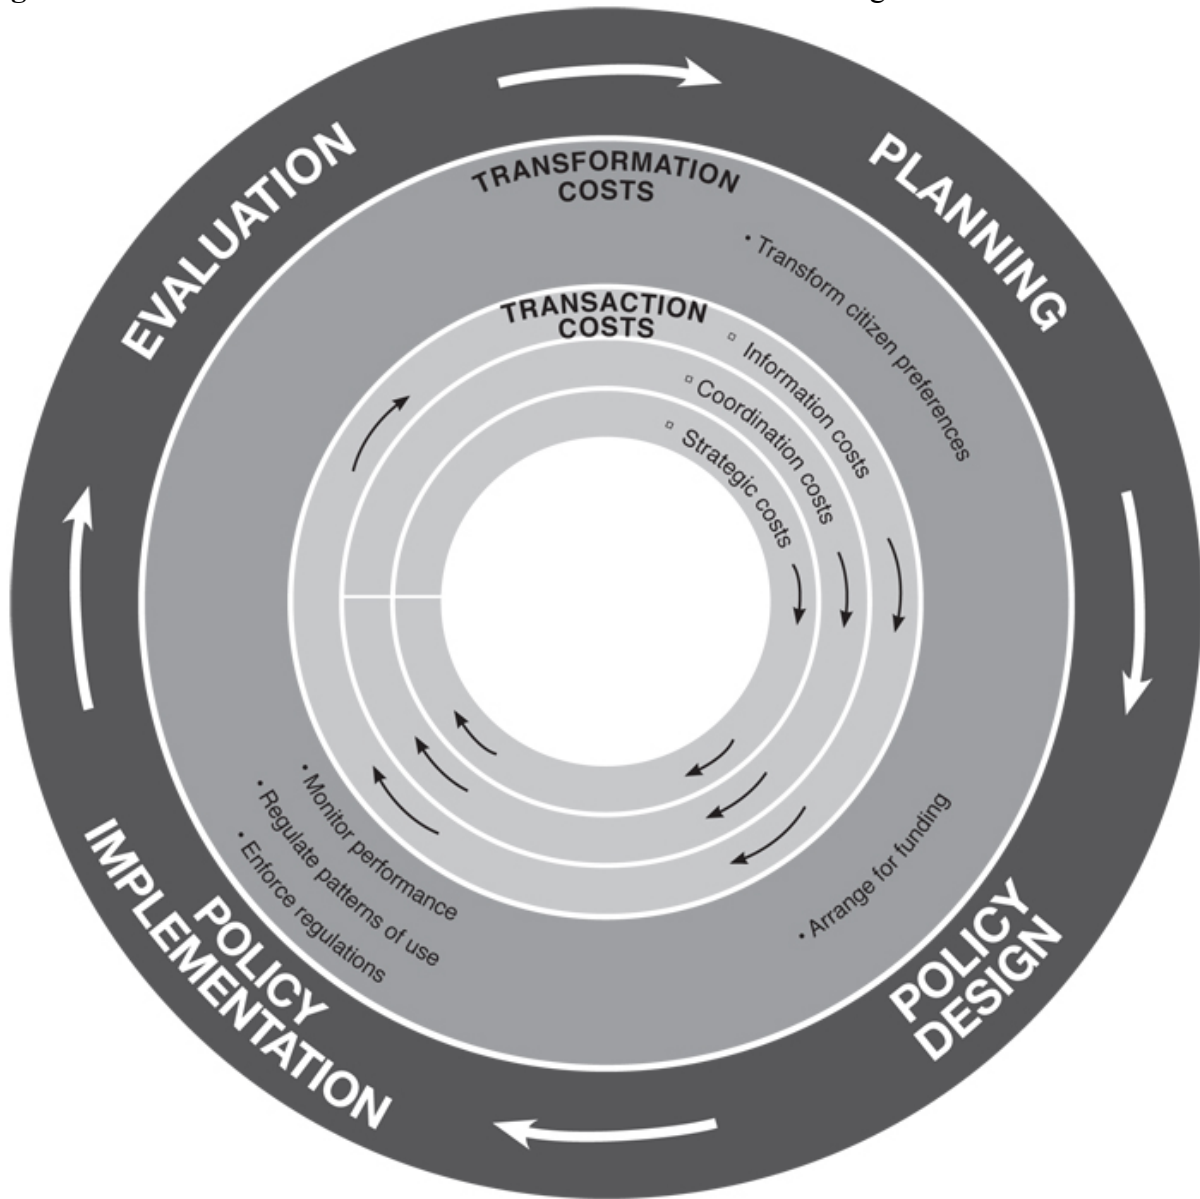 EVALUATION
PLANNING
POLICY
DESIGN
POLICY
IMPLEMENTATION
TRANSFORMATION
COSTS
• Transform citizen preferences
• Arrange for funding
• Monitor performance
• Regulate patterns of use
• Enforce regulations
TRANSACTION
COSTS
▫ Information costs
▫ Coordination costs
▫ Strategic costs